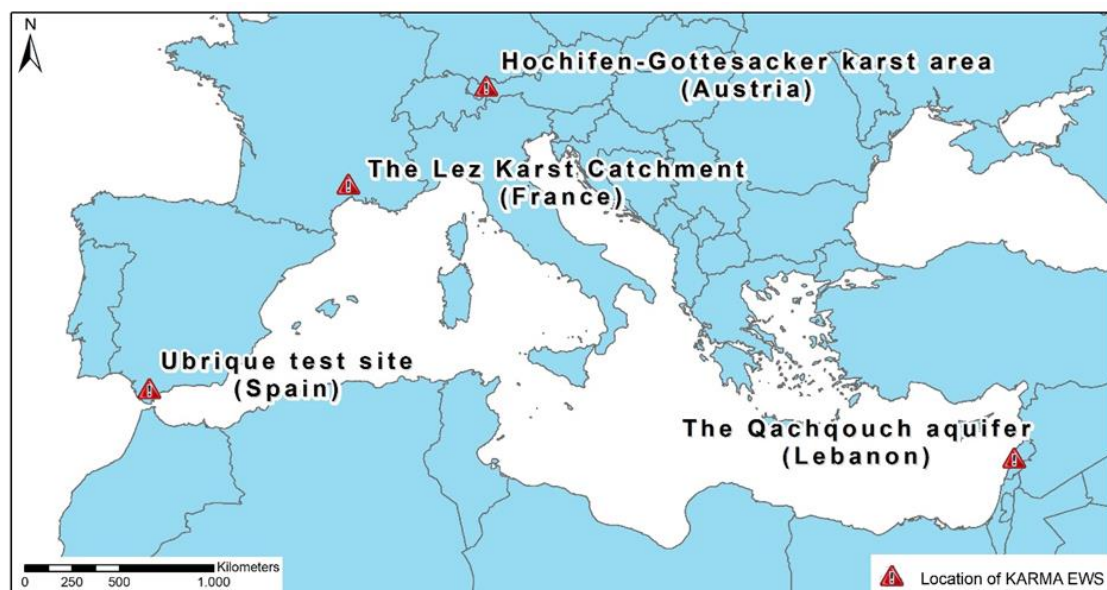 N
Hochifen-Gottesacker karst area
(Austria)
The Lez Karst Catchment
(France)
Ubrique test site
(Spain)
The Qachqouch aquifer
(Lebanon)
Kilometers
0 250 500 1.000
Location of KARMA EWS